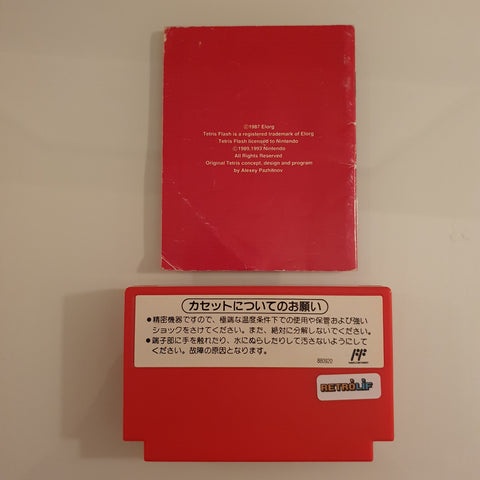 ©1987 Elorg
Tetris Flash is a registered trademark of Elorg
Tetris Flash licensed to Nintendo
©1989,1993 Nintendo
All Rights Reserved
Original Tetris concept, design and program
by Alexey Pazhitnov
カセットについてのお願い
●精密機器ですので、極端な温度条件下での使用や保管および強い
ショックをさけてください。また、絶対に分解しないでください。
●端子部に手を触れたり、水にぬらしたりして汚さないようにして
ください。故障の原因となります。
RETROLIF